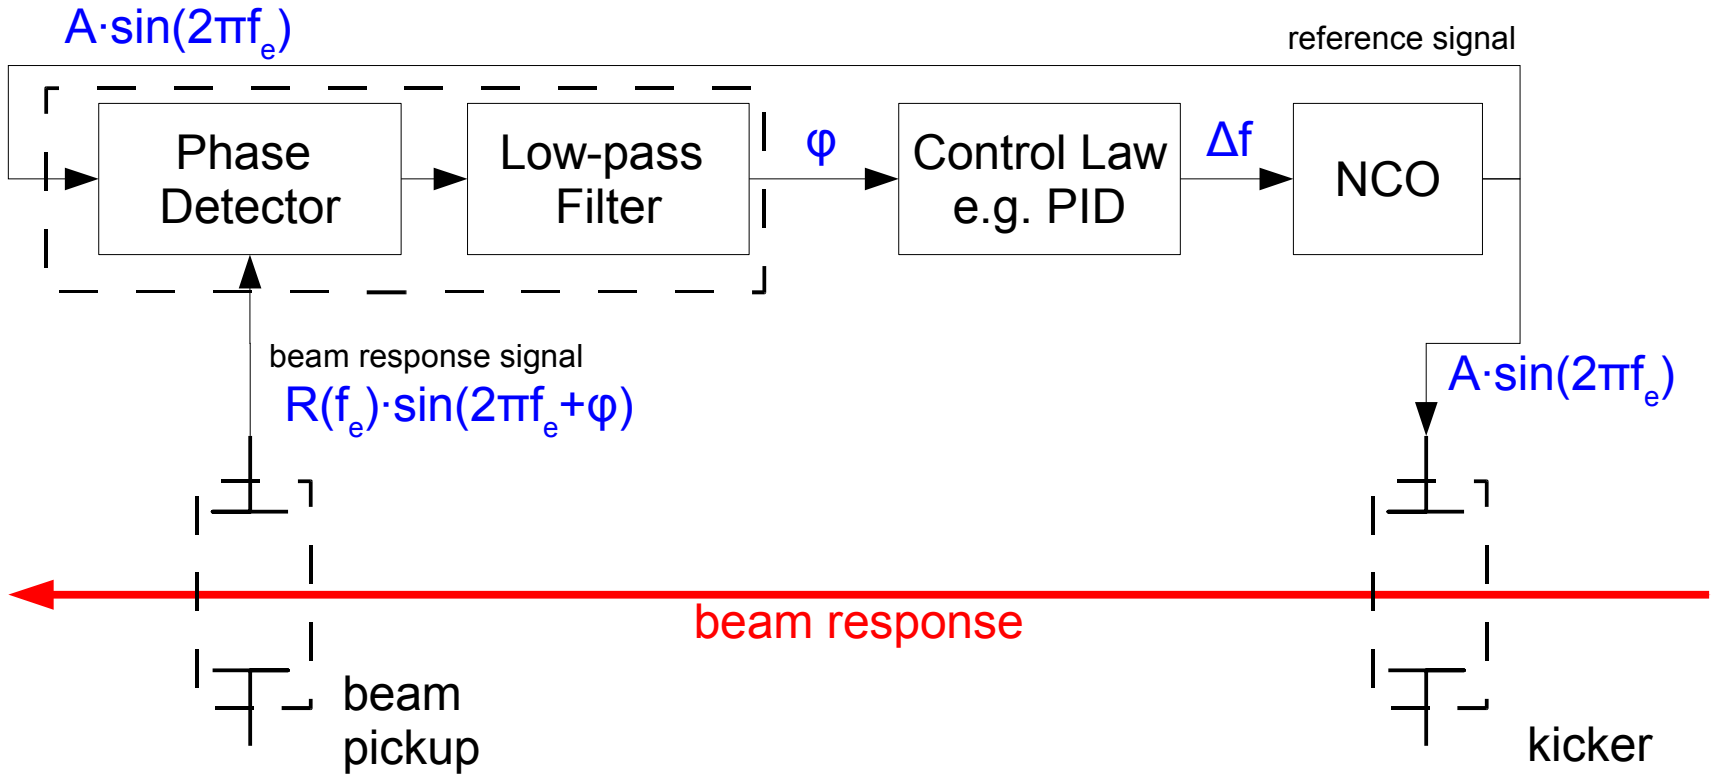 A·sin(2πfₑ)
reference signal
Phase
Detector
Low-pass
Filter
φ
Control Law
e.g. PID
Δf
NCO
beam response signal
R(fₑ)·sin(2πfₑ+φ)
A·sin(2πfₑ)
beam response
beam
pickup
kicker